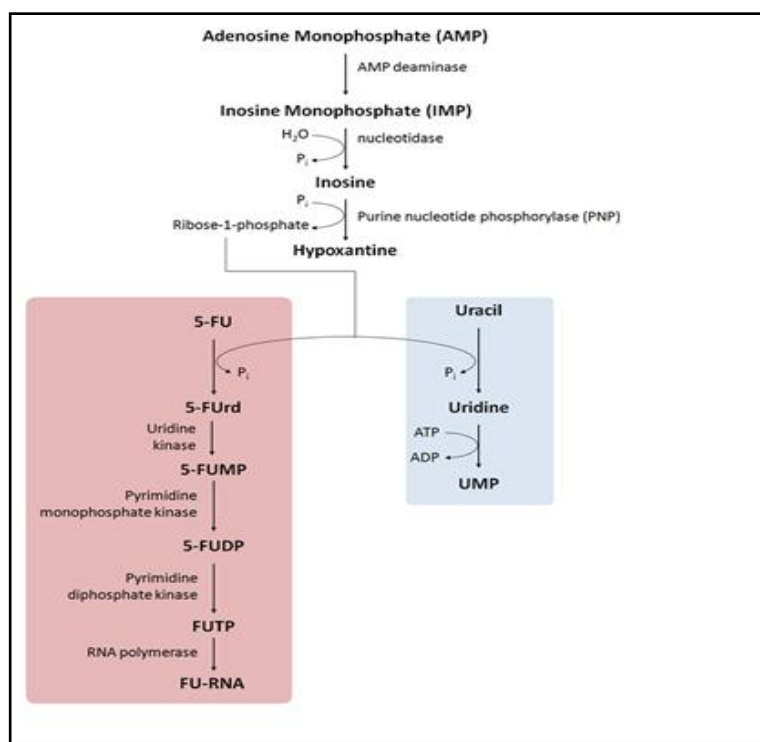 Adenosine Monophosphate (AMP)
AMP deaminase
Inosine Monophosphate (IMP)
H₂O
nucleotidase
Pᵢ
Inosine
Pᵢ
Purine nucleotide phosphorylase (PNP)
Ribose-1-phosphate
Hypoxantine
5-FU
Pᵢ
5-FUrd
Uridine
kinase
5-FUMP
Pyrimidine
monophosphate kinase
5-FUDP
Pyrimidine
diphosphate kinase
FUTP
RNA polymerase
FU-RNA
Uracil
Pᵢ
Uridine
ATP
ADP
UMP